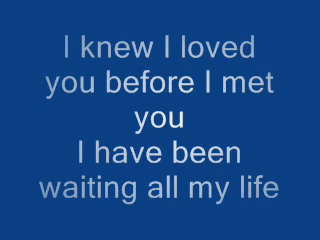 I knew I loved
you before I met
you
I have been
waiting all my life